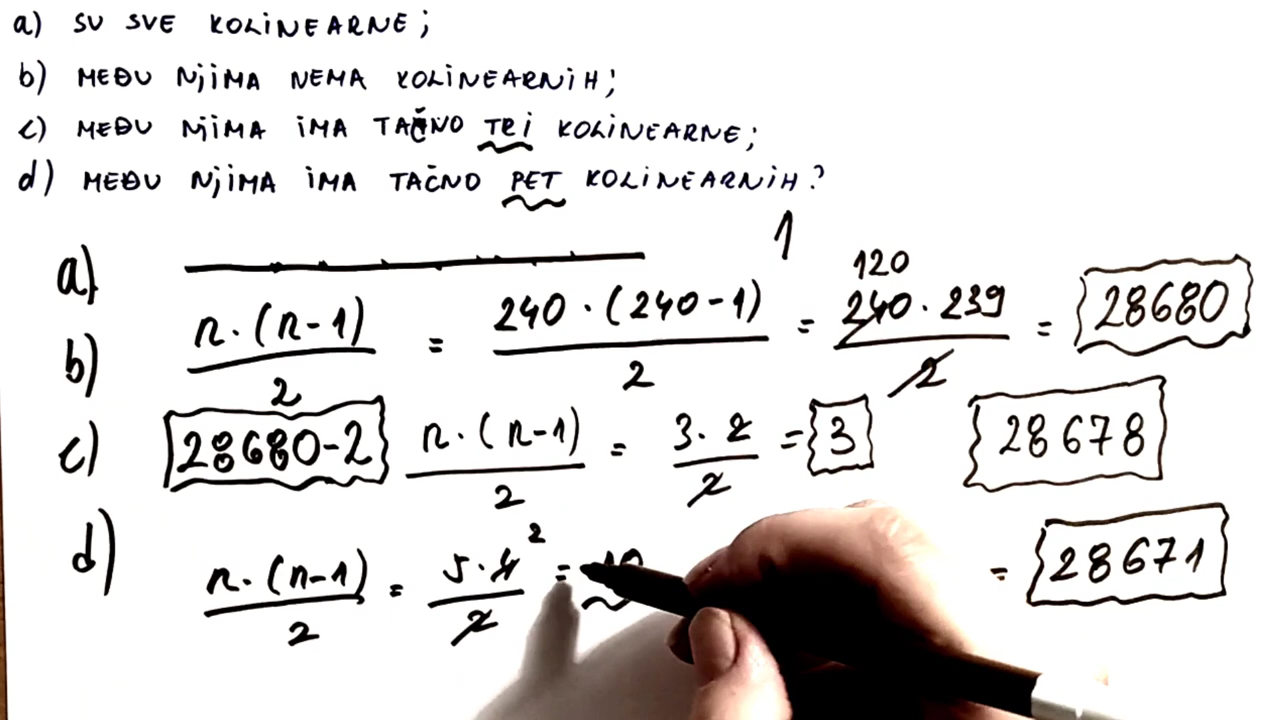 a) SU SVE KOLiNEARNE;
b) MEĐU NjiMA NEMA KOLiNEARNiH;
c) MEĐU NjiMA iMA TAČNO TRi KOLiNEARNE;
d) MEĐU NjiMA iMA TAČNO PET KOLiNEARNiH?
a) 1
b) n·(n-1)/2 = 240·(240-1)/2 = 240·239/2 = 28680
120
c) 28680-2 n·(n-1)/2 = 3·2/2 = 3 28678
d) n·(n-1)/2 = 5·4/2 = 10 = 28671
2